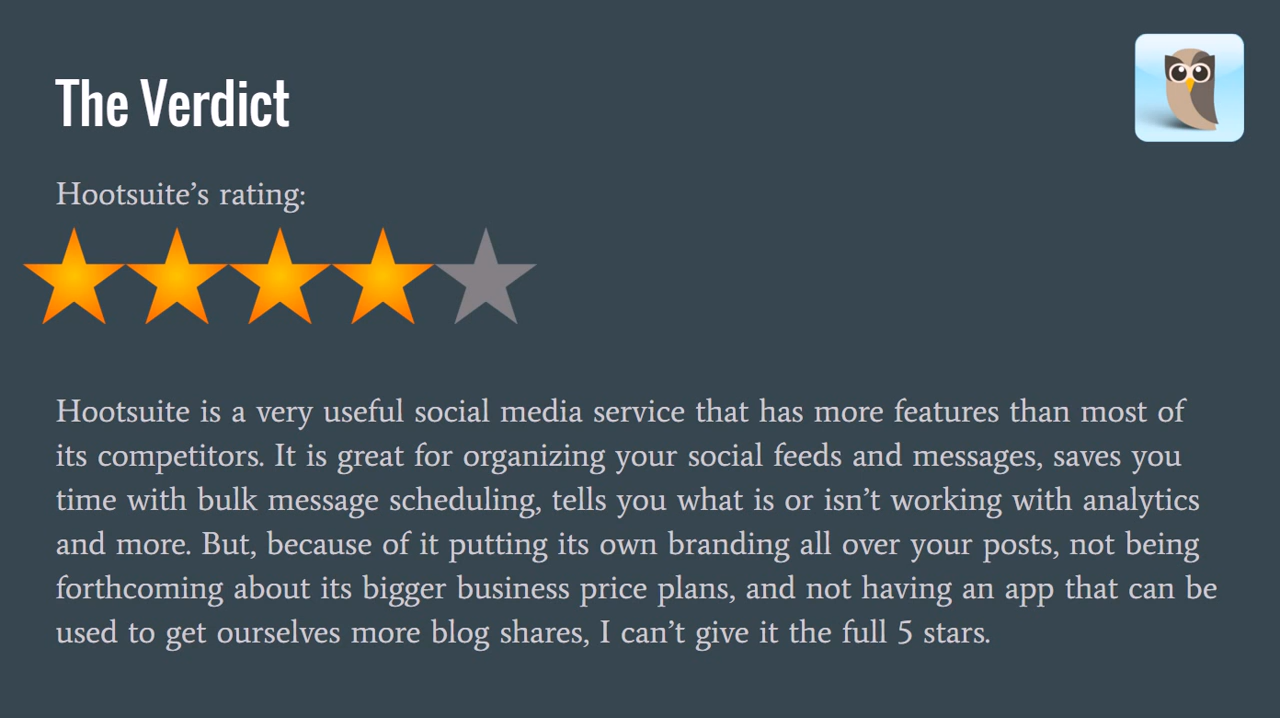 The Verdict
Hootsuite’s rating:
Hootsuite is a very useful social media service that has more features than most of
its competitors. It is great for organizing your social feeds and messages, saves you
time with bulk message scheduling, tells you what is or isn’t working with analytics
and more. But, because of it putting its own branding all over your posts, not being
forthcoming about its bigger business price plans, and not having an app that can be
used to get ourselves more blog shares, I can’t give it the full 5 stars.